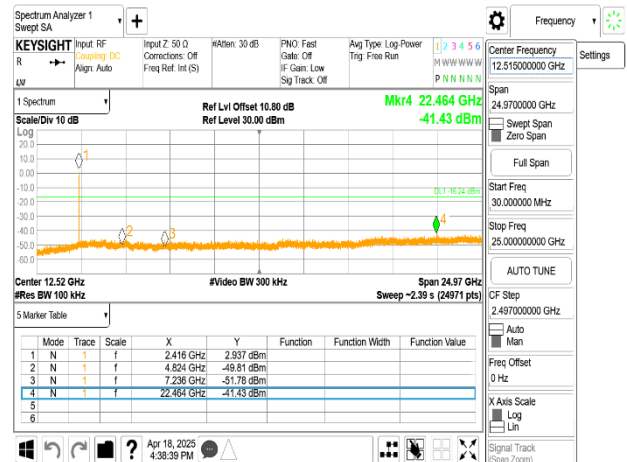 Spectrum Analyzer 1
Swept SA
Frequency
KEYSIGHT
R
Input: RF
Coupling: DC
Align: Auto
Input Z: 50 Ω
Corrections: Off
Freq Ref: Int (S)
#Atten: 30 dB
PNO: Fast
Gate: Off
IF Gain: Low
Sig Track: Off
Avg Type: Log-Power
Trig: Free Run
1 2 3 4 5 6
M W W W W W
P N N N N N
Center Frequency
12.515000000 GHz
Settings
Span
24.9700000 GHz
Swept Span
Zero Span
Full Span
Start Freq
30.000000 MHz
Stop Freq
25.000000000 GHz
AUTO TUNE
CF Step
2.497000000 GHz
Auto
Man
Freq Offset
0 Hz
X Axis Scale
Log
Lin
Signal Track
(Span Zoom)
1 Spectrum
Scale/Div 10 dB
Ref Lvl Offset 10.80 dB
Ref Level 30.00 dBm
Mkr4 22.464 GHz
-41.43 dBm
Log
20.0
10.0
0.00
-10.0
-20.0
-30.0
-40.0
-50.0
-60.0
1
2
3
4
DL1 -16.24 dBm
Center 12.52 GHz
#Res BW 100 kHz
#Video BW 300 kHz
Span 24.97 GHz
Sweep ~2.39 s (24971 pts)
5 Marker Table
Mode Trace Scale X Y Function Function Width Function Value
1 N 1 f 2.416 GHz 2.937 dBm
2 N 1 f 4.824 GHz -49.81 dBm
3 N 1 f 7.236 GHz -51.78 dBm
4 N 1 f 22.464 GHz -41.43 dBm
5
6
?
Apr 18, 2025
4:38:39 PM